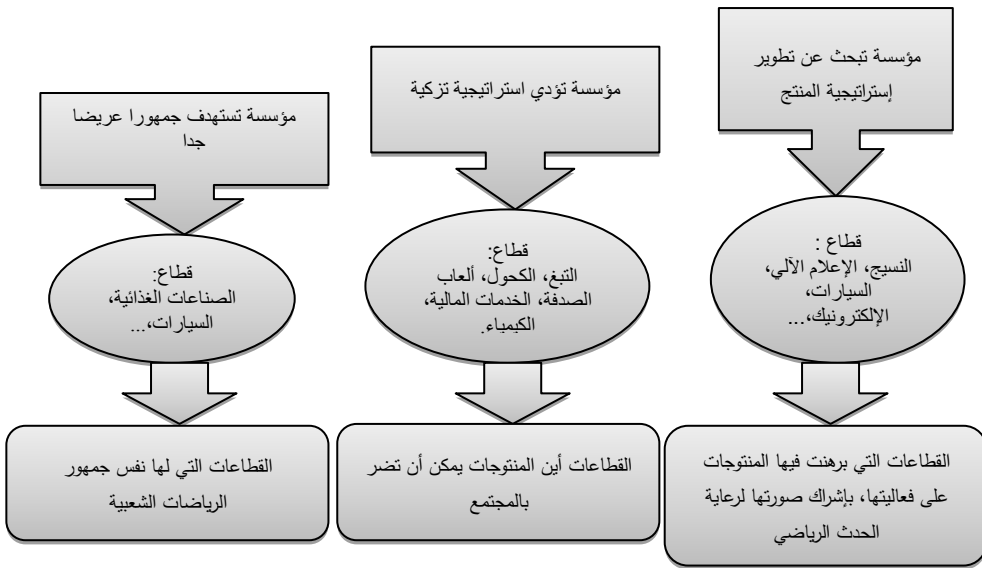 مؤسسة تبحث عن تطوير
إستراتيجية المنتج
قطاع :
النسيج، الإعلام الآلي،
السيارات،
الإلكترونيك،...
القطاعات التي برهنت فيها المنتوجات
على فعاليتها، بإشراك صورتها لرعاية
الحدث الرياضي
مؤسسة تؤدي استراتيجية تزكية
قطاع:
التبغ، الكحول، ألعاب
الصدفة، الخدمات المالية،
الكيمياء.
القطاعات أين المنتوجات يمكن أن تضر
بالمجتمع
مؤسسة تستهدف جمهورا عريضا
جدا
قطاع:
الصناعات الغذائية،
السيارات،...
القطاعات التي لها نفس جمهور
الرياضات الشعبية